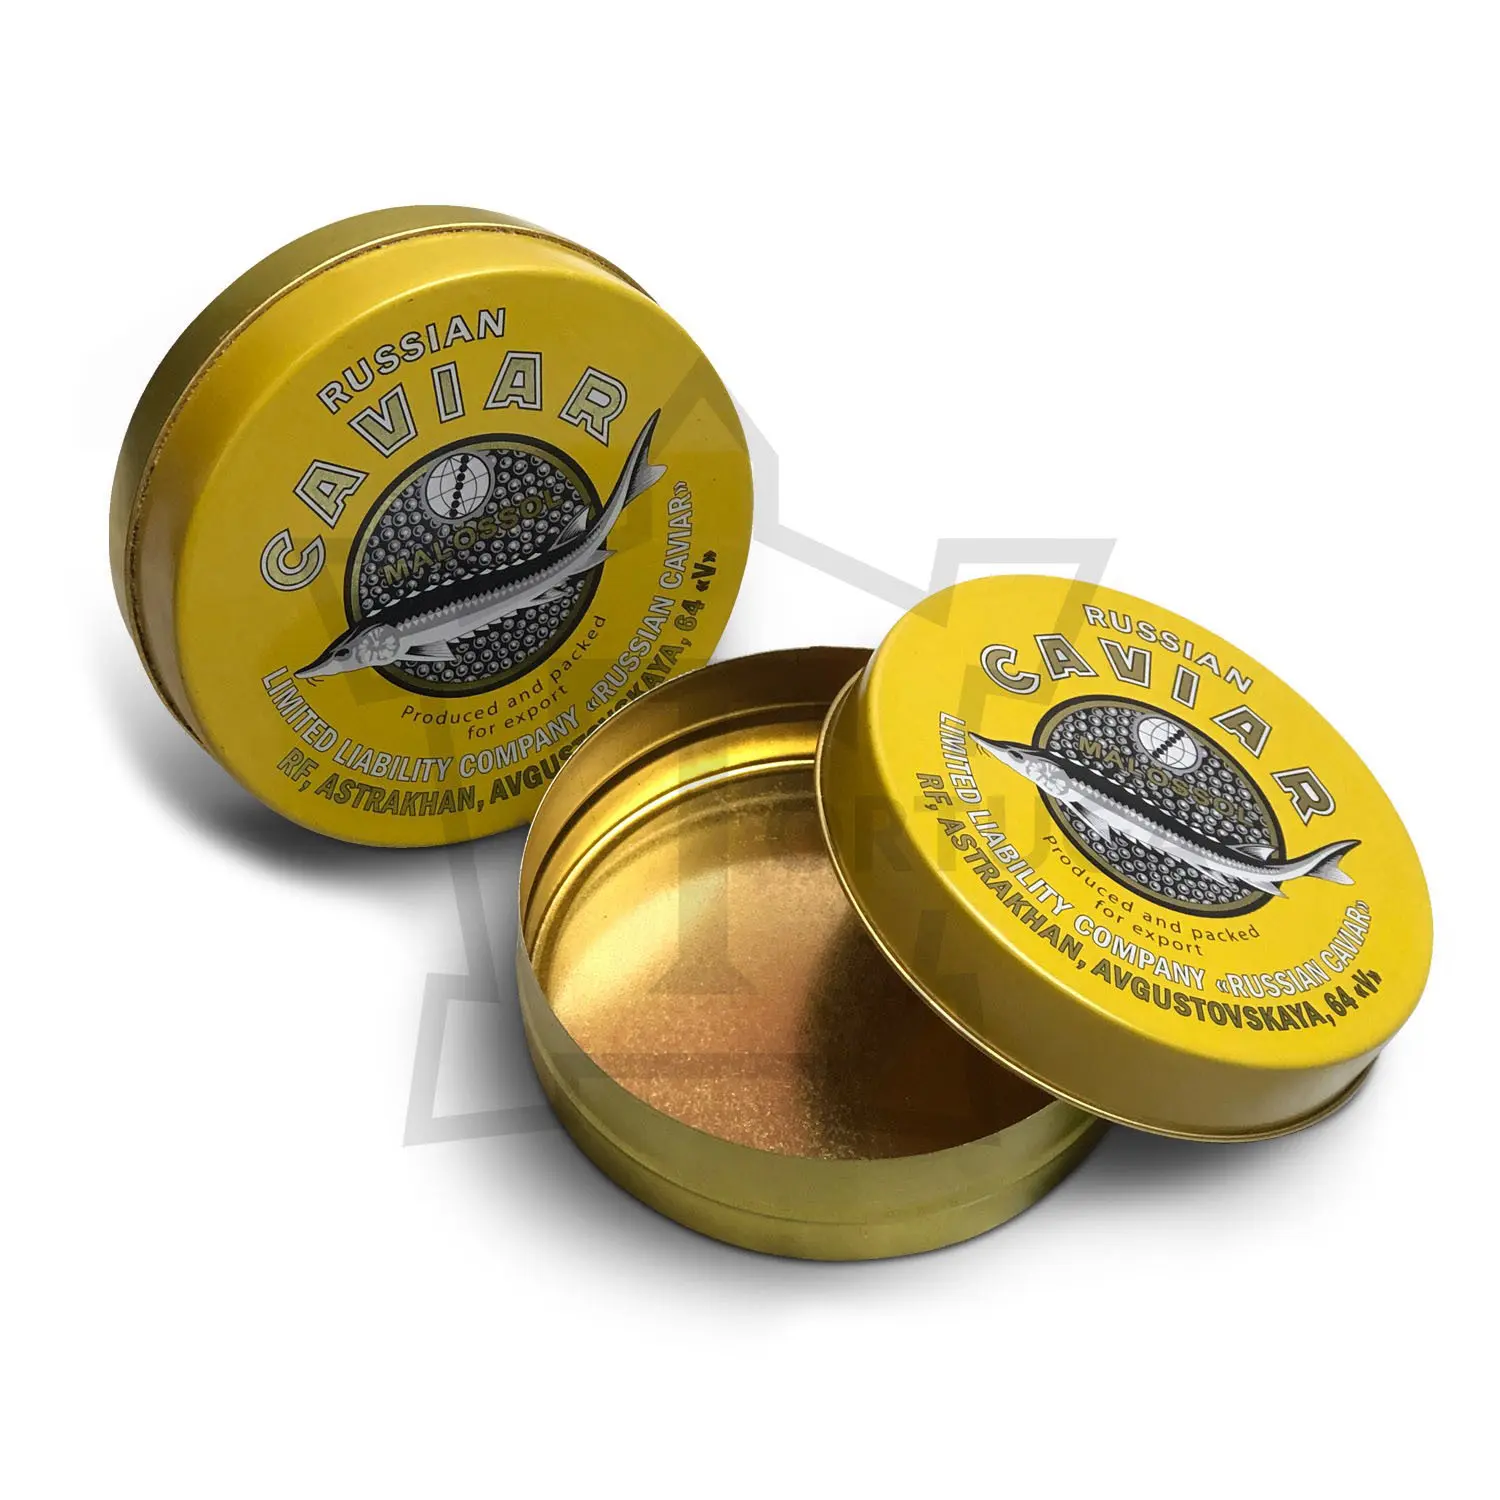 RUSSIAN
CAVIAR
MALOSSOL
Produced and packed
for export
LIMITED LIABILITY COMPANY «RUSSIAN CAVIAR»
RF, ASTRAKHAN, AVGUSTOVSKAYA, 64 «V»
RUSSIAN
CAVIAR
MALOSSOL
Produced and packed
for export
LIMITED LIABILITY COMPANY «RUSSIAN CAVIAR»
RF, ASTRAKHAN, AVGUSTOVSKAYA, 64 «V»